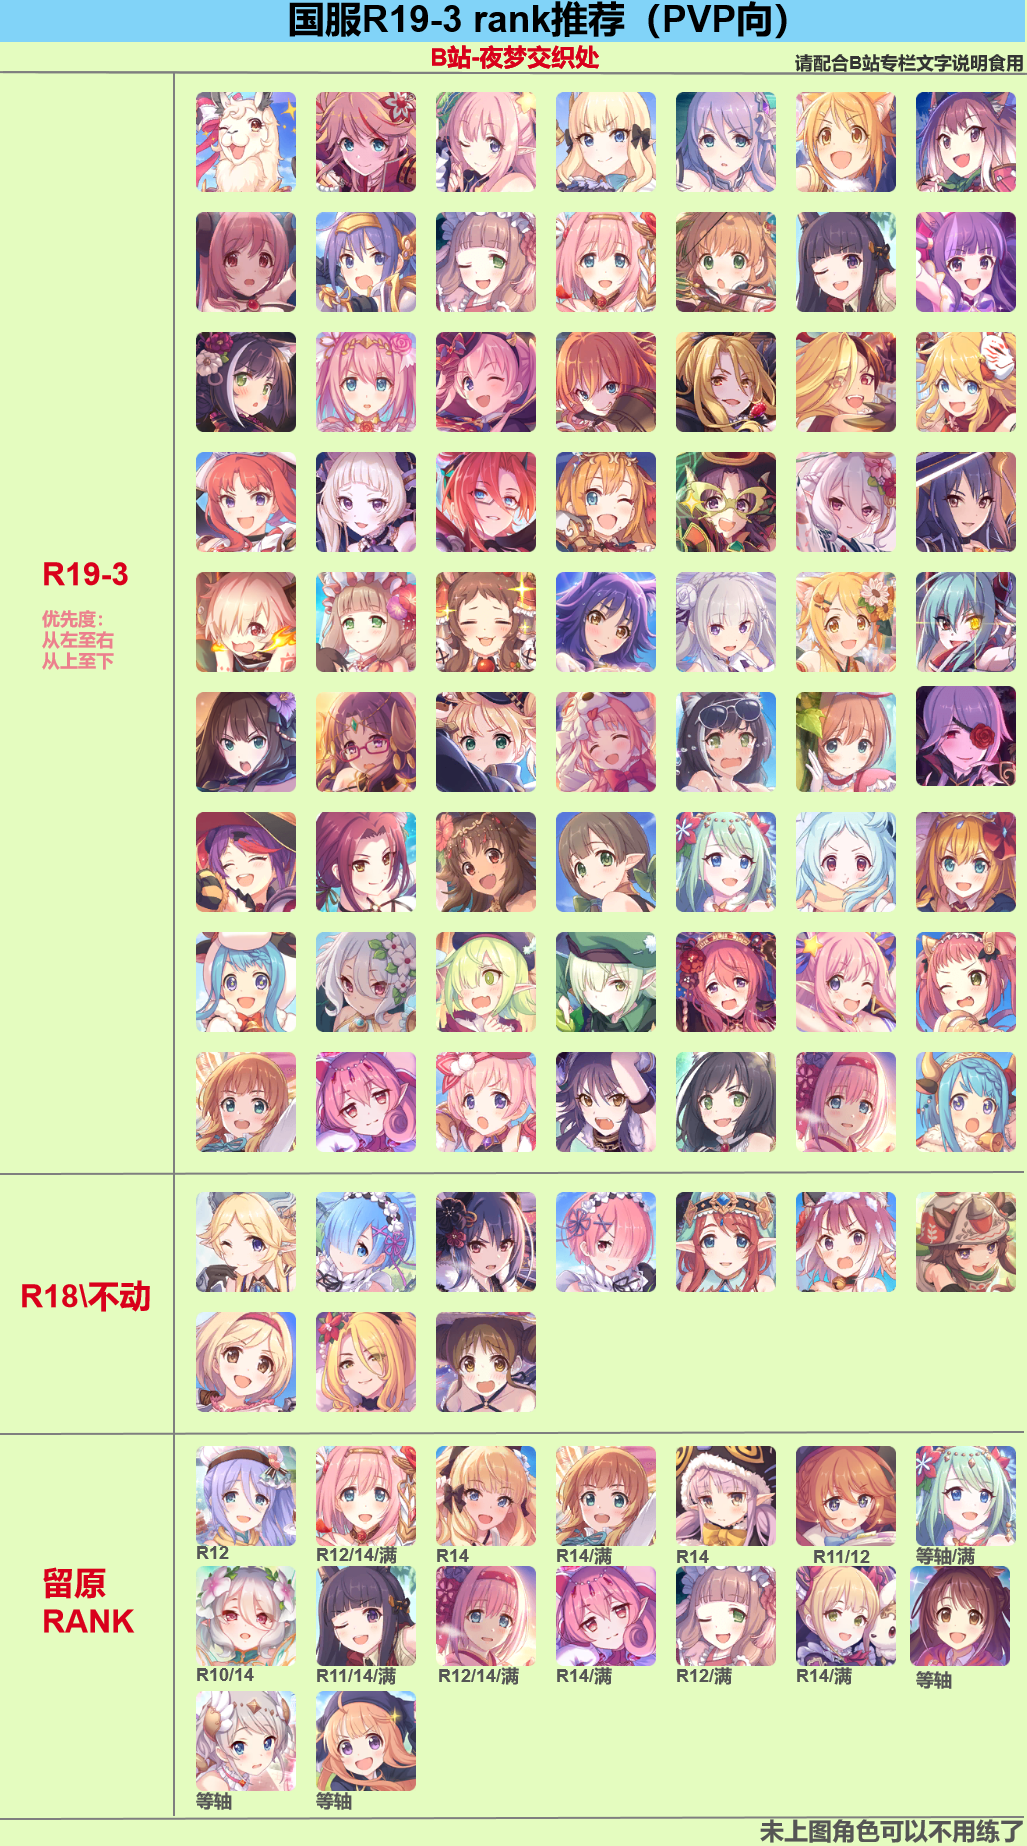 国服R19-3 rank推荐（PVP向）
B站-夜梦交织处
请配合B站专栏文字说明食用
R19-3
优先度：
从左至右
从上至下
R18\不动
留原
RANK
R12
R12/14/满
R14
R14/满
R14
R11/12
等轴/满
R10/14
R11/14/满
R12/14/满
R14/满
R12/满
R14/满
等轴
等轴
等轴
未上图角色可以不用练了